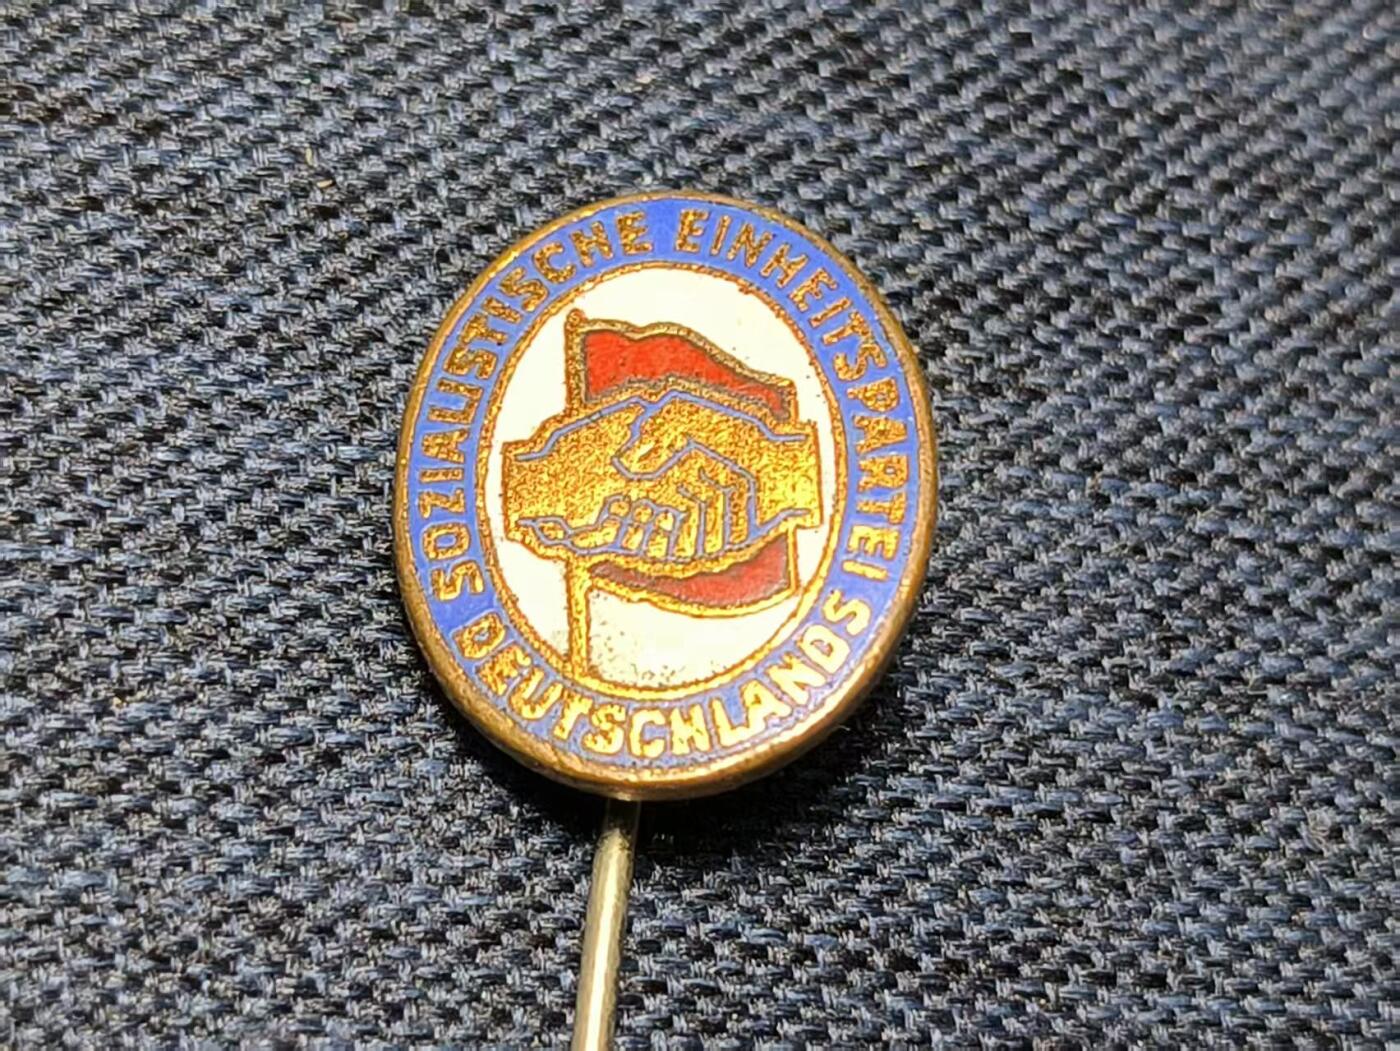 SOZIALISTISCHE EINHEITSPARTEI
DEUTSCHLANDS